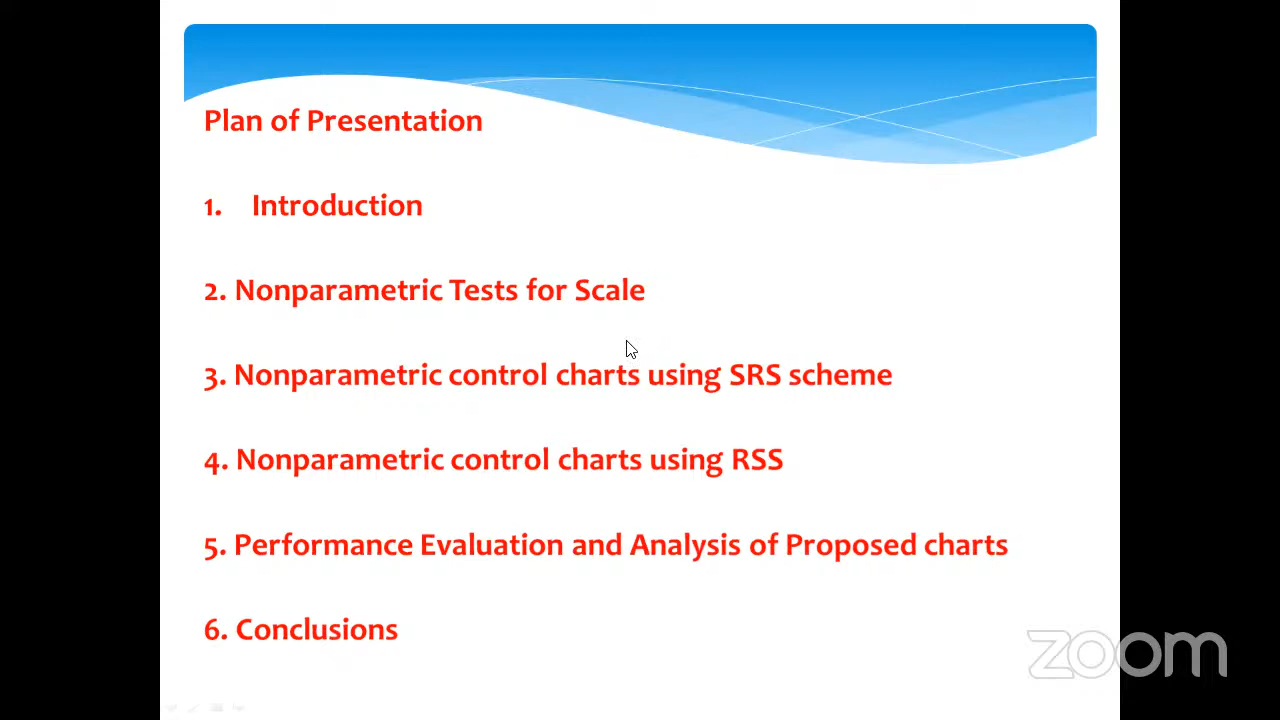 Plan of Presentation
1. Introduction
2. Nonparametric Tests for Scale
3. Nonparametric control charts using SRS scheme
4. Nonparametric control charts using RSS
5. Performance Evaluation and Analysis of Proposed charts
6. Conclusions
zoom